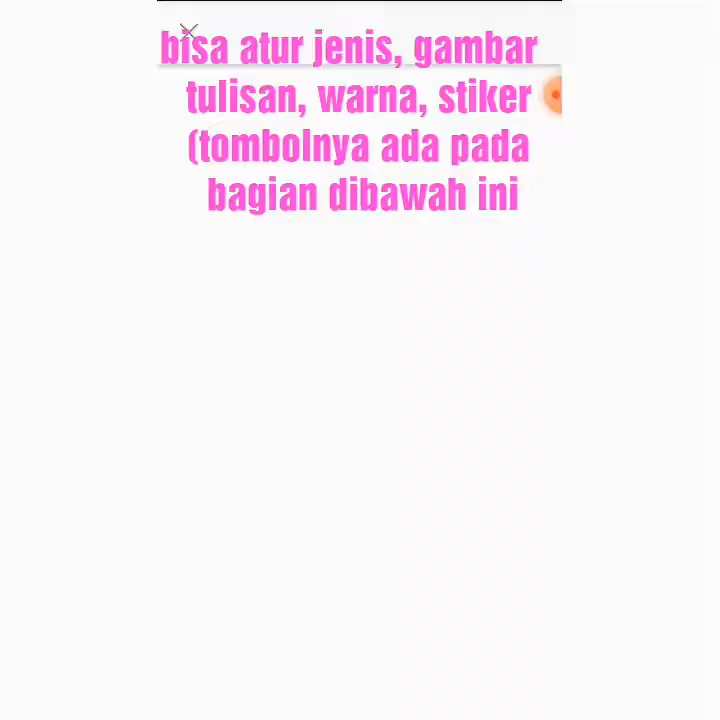 bisa atur jenis, gambar
tulisan, warna, stiker
(tombolnya ada pada
bagian dibawah ini